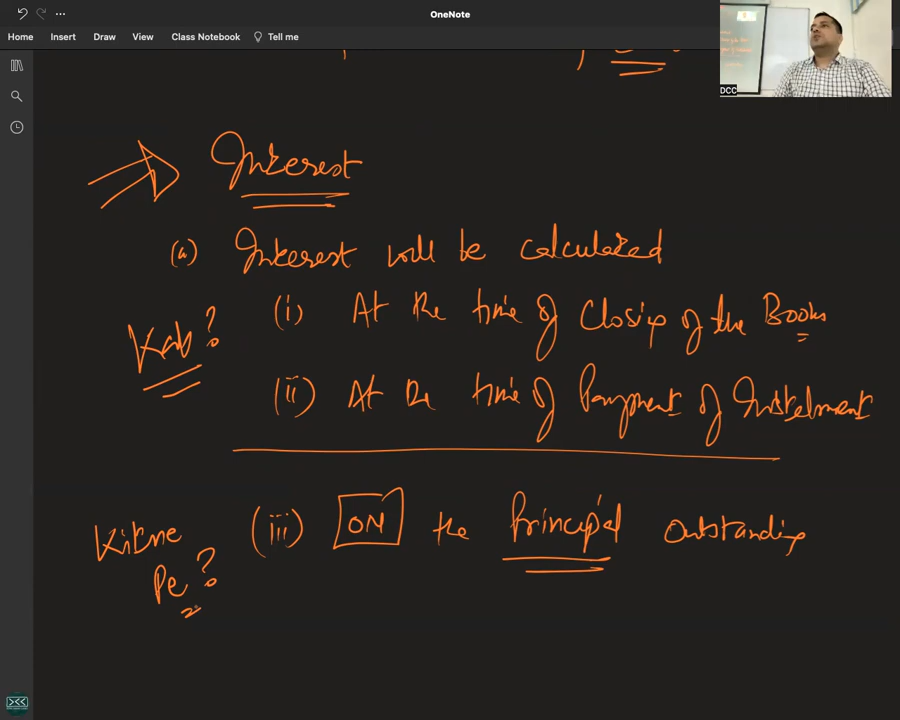 OneNote
Home Insert Draw View Class Notebook Tell me
DCC
Interest
(a) Interest will be calculated
Kab? (i) At the time of Closing of the Books
(ii) At the time of Payment of Instelment
Kitne Pe? (iii) ON the Principal Outstanding